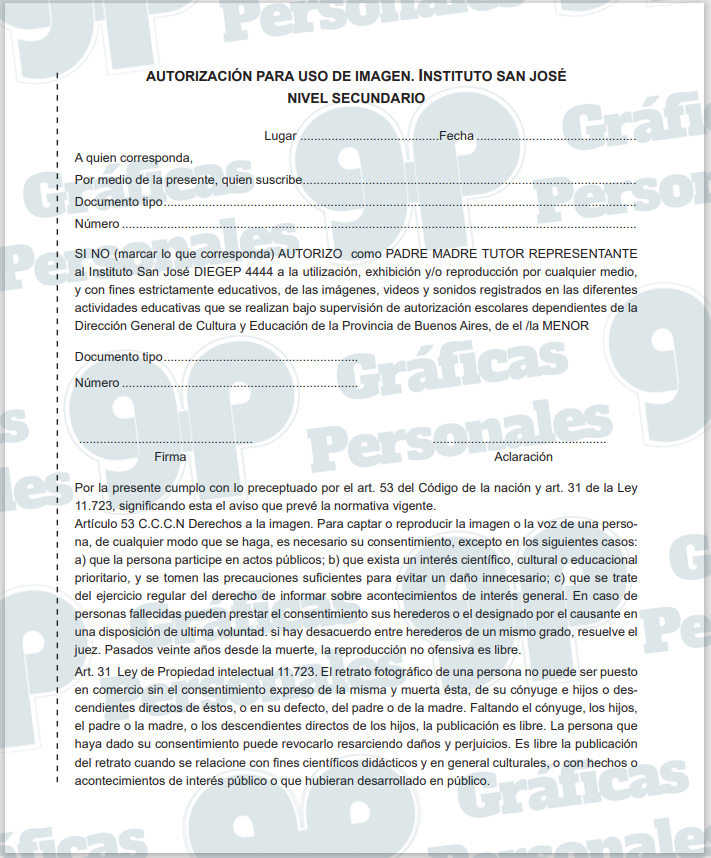 AUTORIZACIÓN PARA USO DE IMAGEN. INSTITUTO SAN JOSÉ
NIVEL SECUNDARIO
Lugar ........................................Fecha ..............................................
A quien corresponda,
Por medio de la presente, quien suscribe................................................................................................
Documento tipo........................................................................................................................................
Número ....................................................................................................................................................
SI NO (marcar lo que corresponda) AUTORIZO como PADRE MADRE TUTOR REPRESENTANTE
al Instituto San José DIEGEP 4444 a la utilización, exhibición y/o reproducción por cualquier medio,
y con fines estrictamente educativos, de las imágenes, videos y sonidos registrados en las diferentes
actividades educativas que se realizan bajo supervisión de autorización escolares dependientes de la
Dirección General de Cultura y Educación de la Provincia de Buenos Aires, de el /la MENOR
Documento tipo........................................................
Número ....................................................................
.................................................. ..................................................
Firma Aclaración
Por la presente cumplo con lo preceptuado por el art. 53 del Código de la nación y art. 31 de la Ley
11.723, significando esta el aviso que prevé la normativa vigente.
Artículo 53 C.C.C.N Derechos a la imagen. Para captar o reproducir la imagen o la voz de una perso-
na, de cualquier modo que se haga, es necesario su consentimiento, excepto en los siguientes casos:
a) que la persona participe en actos públicos; b) que exista un interés científico, cultural o educacional
prioritario, y se tomen las precauciones suficientes para evitar un daño innecesario; c) que se trate
del ejercicio regular del derecho de informar sobre acontecimientos de interés general. En caso de
personas fallecidas pueden prestar el consentimiento sus herederos o el designado por el causante en
una disposición de ultima voluntad. si hay desacuerdo entre herederos de un mismo grado, resuelve el
juez. Pasados veinte años desde la muerte, la reproducción no ofensiva es libre.
Art. 31 Ley de Propiedad intelectual 11.723. El retrato fotográfico de una persona no puede ser puesto
en comercio sin el consentimiento expreso de la misma y muerta ésta, de su cónyuge e hijos o des-
cendientes directos de éstos, o en su defecto, del padre o de la madre. Faltando el cónyuge, los hijos,
el padre o la madre, o los descendientes directos de los hijos, la publicación es libre. La persona que
haya dado su consentimiento puede revocarlo resarciendo daños y perjuicios. Es libre la publicación
del retrato cuando se relacione con fines científicos didácticos y en general culturales, o con hechos o
acontecimientos de interés público o que hubieran desarrollado en público.
gp Gráficas
Personales